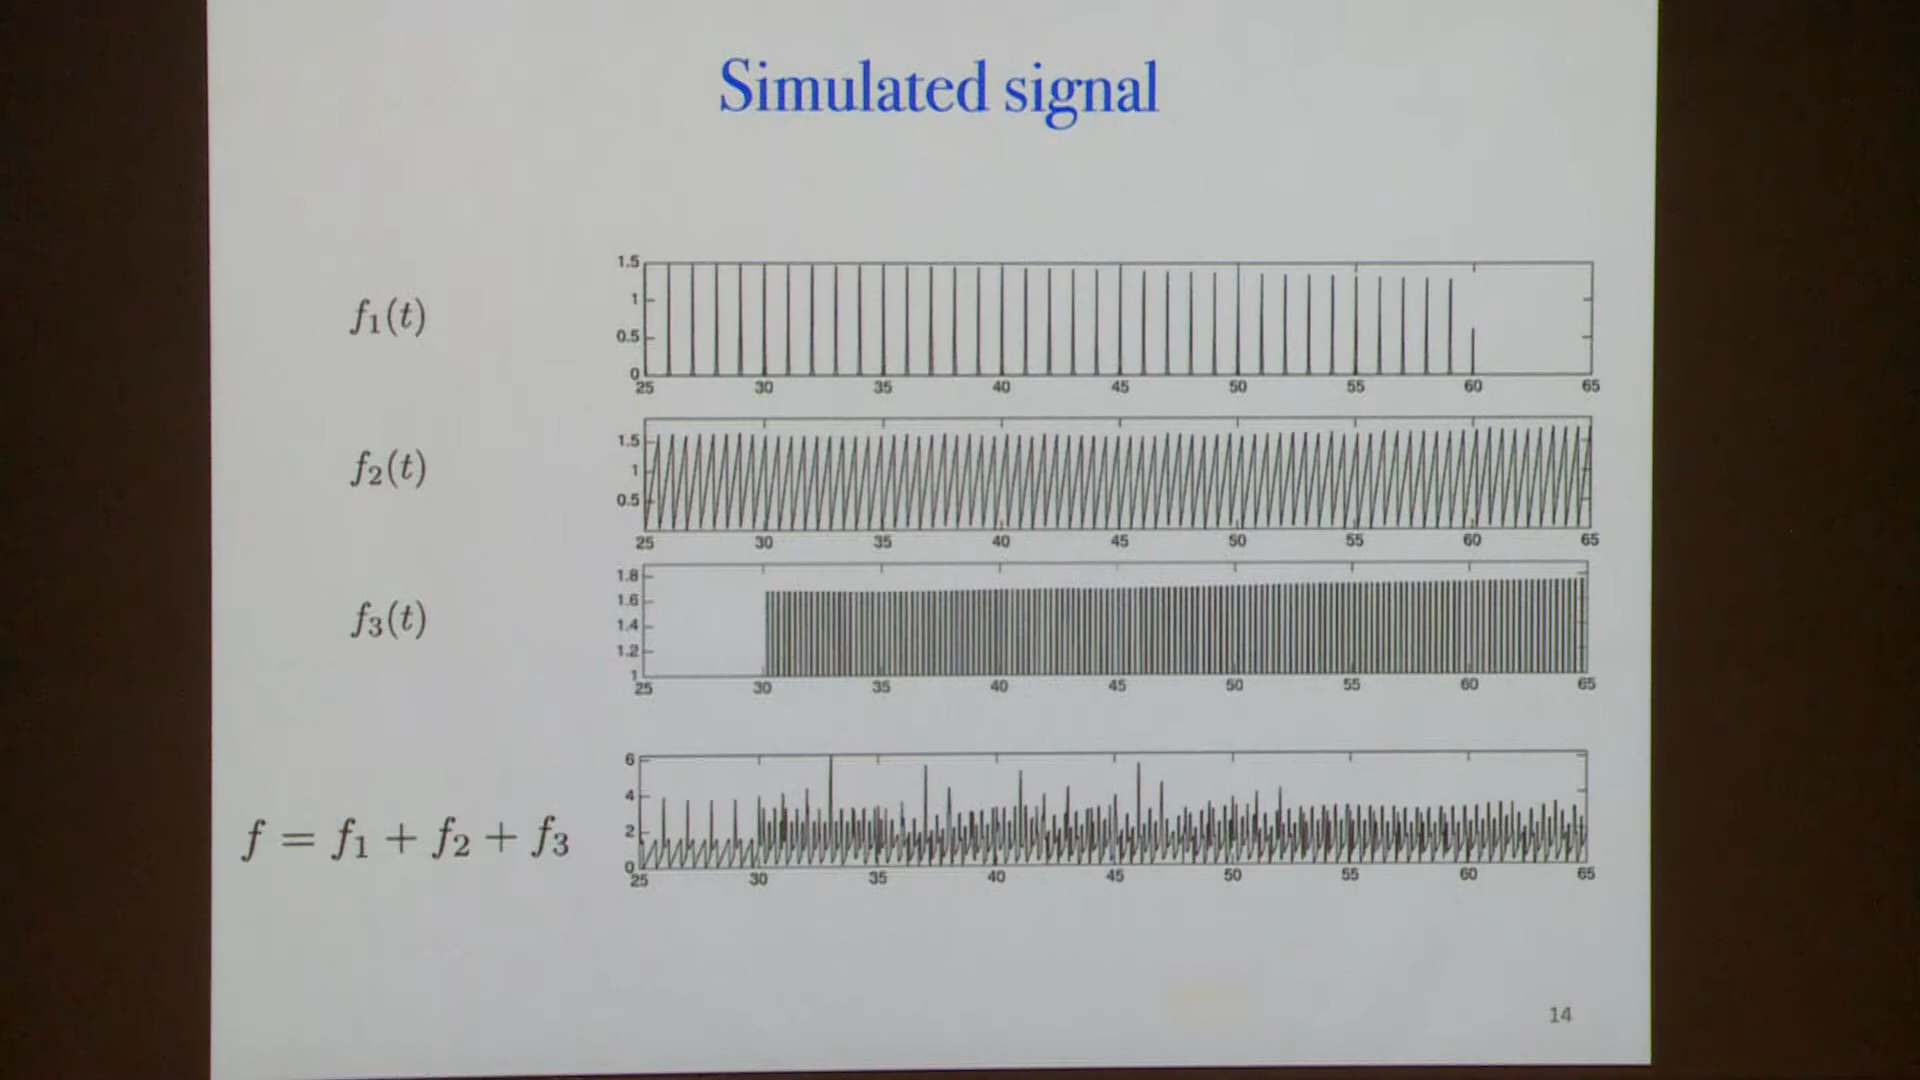 Simulated signal
f₁(t)
1.5
1
0.5
0
25 30 35 40 45 50 55 60 65
f₂(t)
1.5
1
0.5
25 30 35 40 45 50 55 60 65
f₃(t)
1.8
1.6
1.4
1.2
1
25 30 35 40 45 50 55 60 65
f = f₁ + f₂ + f₃
6
4
2
0
25 30 35 40 45 50 55 60 65
14